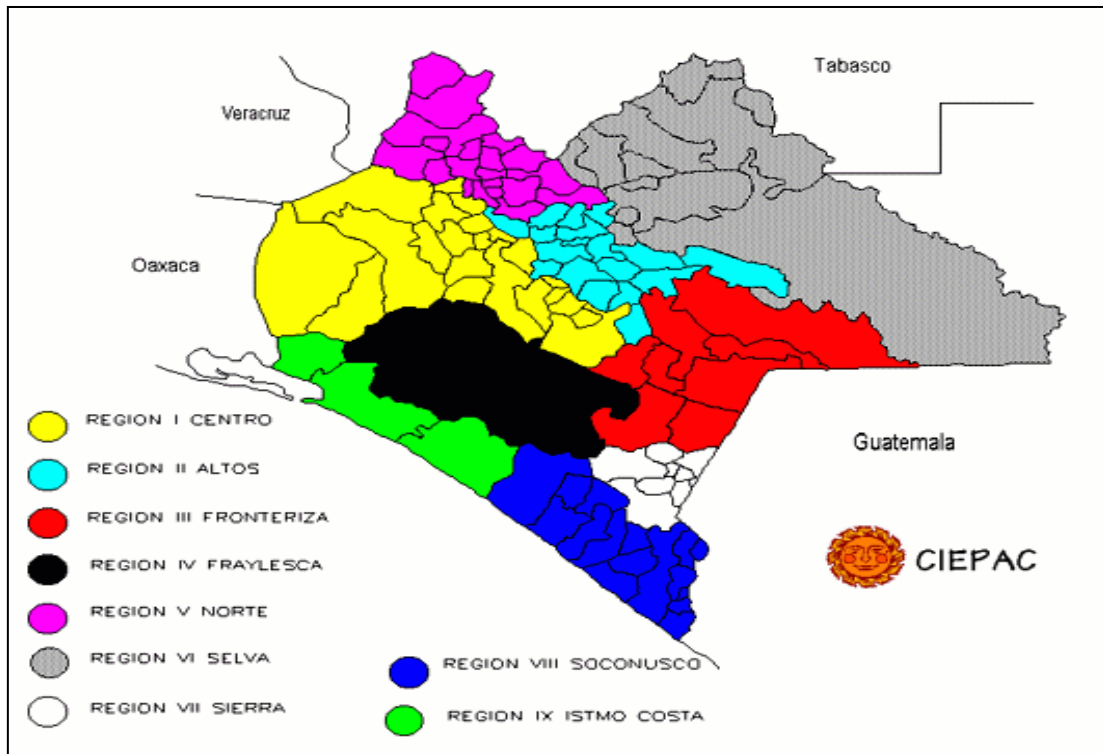 Tabasco
Veracruz
Oaxaca
Guatemala
REGION I CENTRO
REGION II ALTOS
REGION III FRONTERIZA
REGION IV FRAYLESCA
REGION V NORTE
REGION VI SELVA
REGION VII SIERRA
REGION VIII SOCONUSCO
REGION IX ISTMO COSTA
CIEPAC